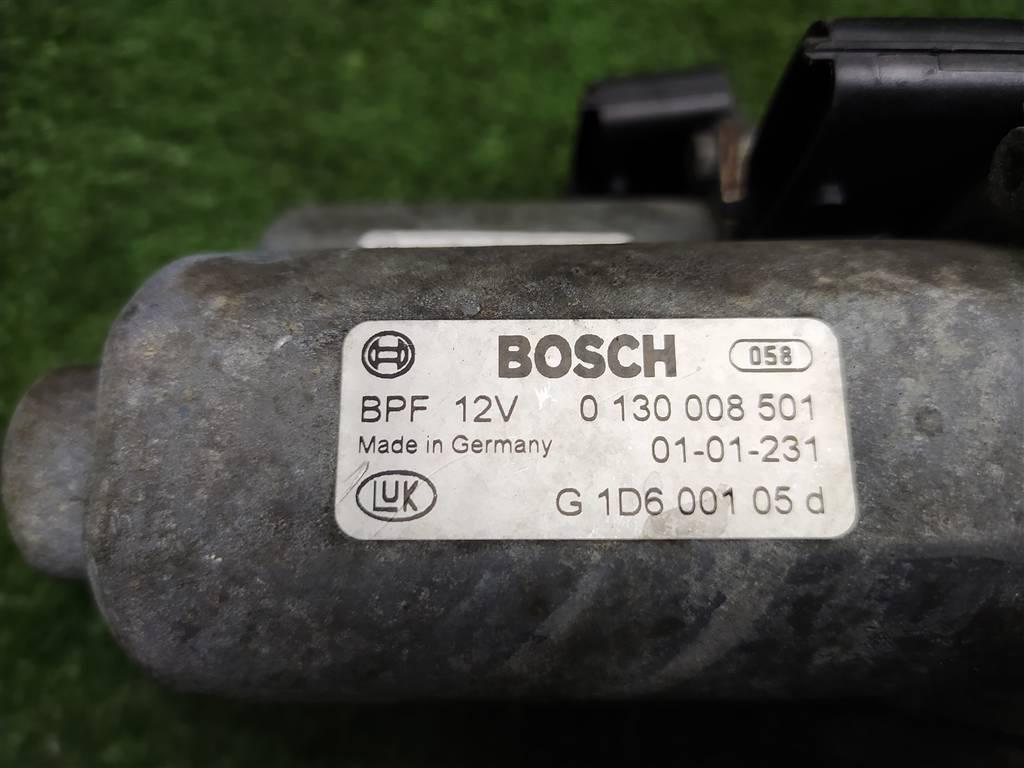 BOSCH 058
BPF 12V 0 130 008 501
Made in Germany 01-01-231
LUK G 1D6 001 05 d